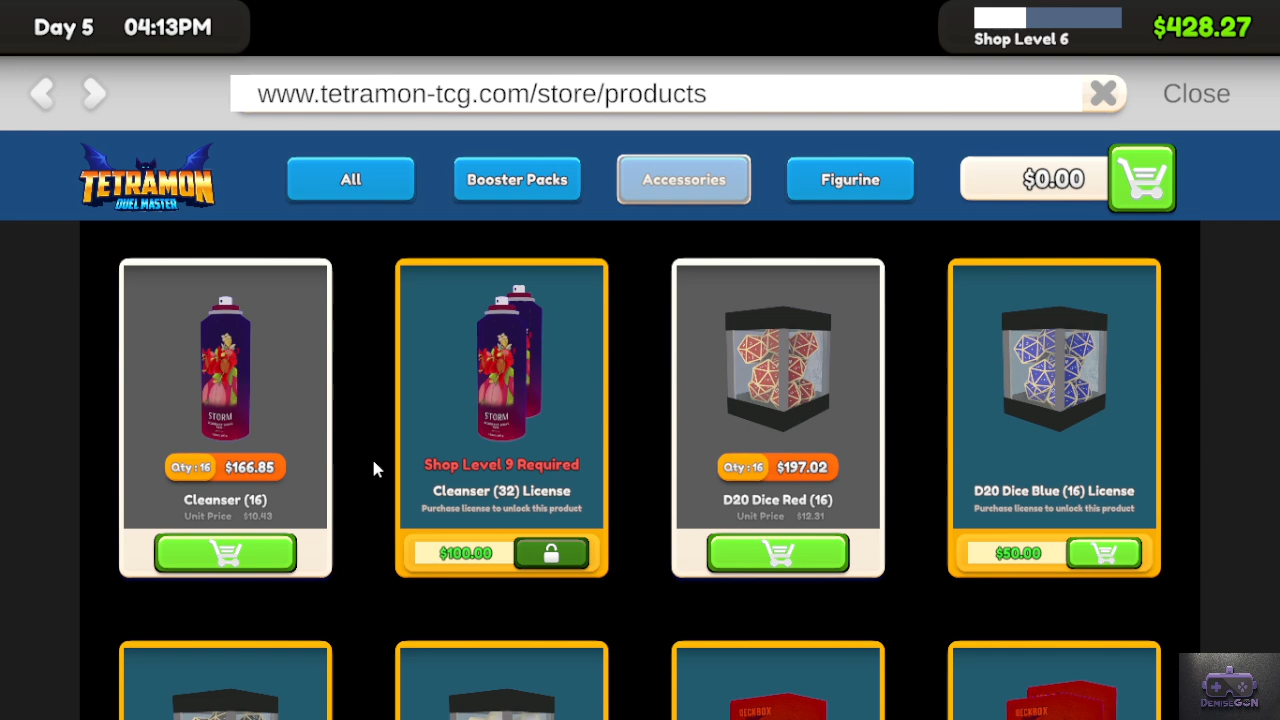 Day 5 04:13PM
Shop Level 6
$428.27
www.tetramon-tcg.com/store/products
Close
TETRAMON
DUEL MASTER
All
Booster Packs
Accessories
Figurine
$0.00
STORM
Qty : 16 $166.85
Cleanser (16)
Unit Price $10.43
STORM
Shop Level 9 Required
Cleanser (32) License
Purchase license to unlock this product
$100.00
Qty : 16 $197.02
D20 Dice Red (16)
Unit Price $12.31
D20 Dice Blue (16) License
Purchase license to unlock this product
$50.00
DECKBOX
DECKBOX
DEMISEGON